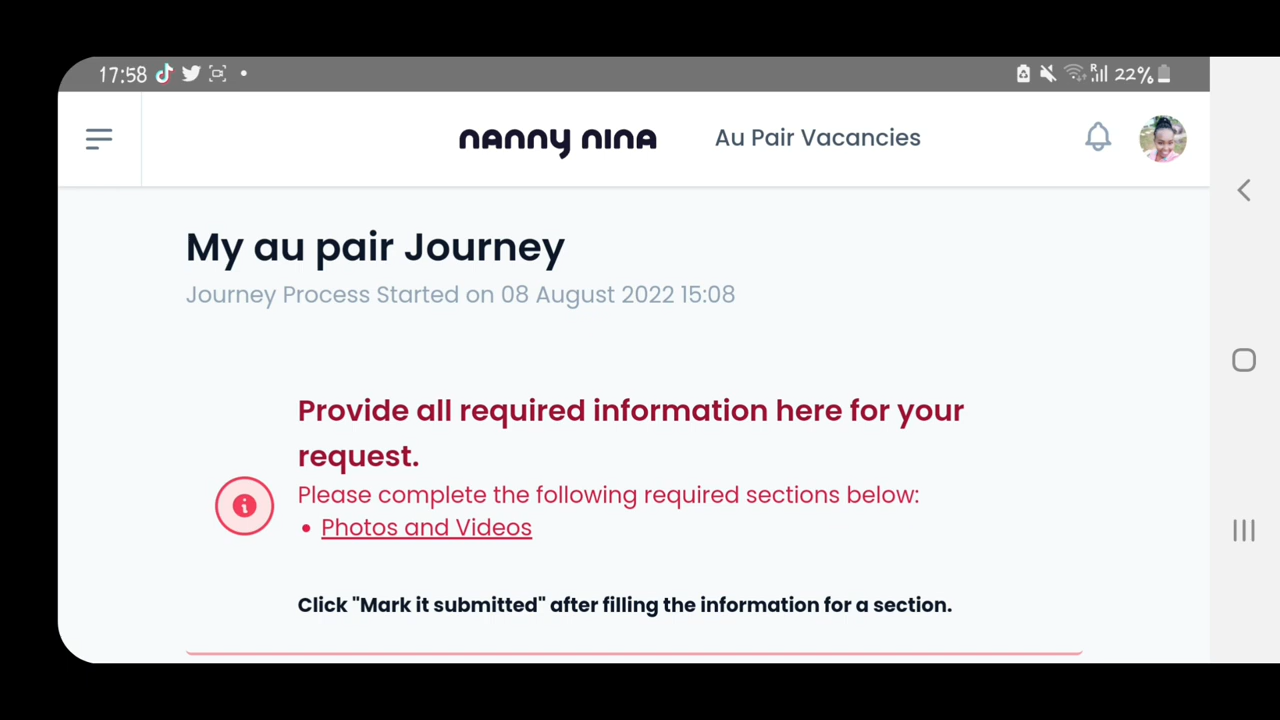 17:58
R
22%
nanny nina
Au Pair Vacancies
My au pair Journey
Journey Process Started on 08 August 2022 15:08
Provide all required information here for your
request.
Please complete the following required sections below:
• Photos and Videos
Click "Mark it submitted" after filling the information for a section.